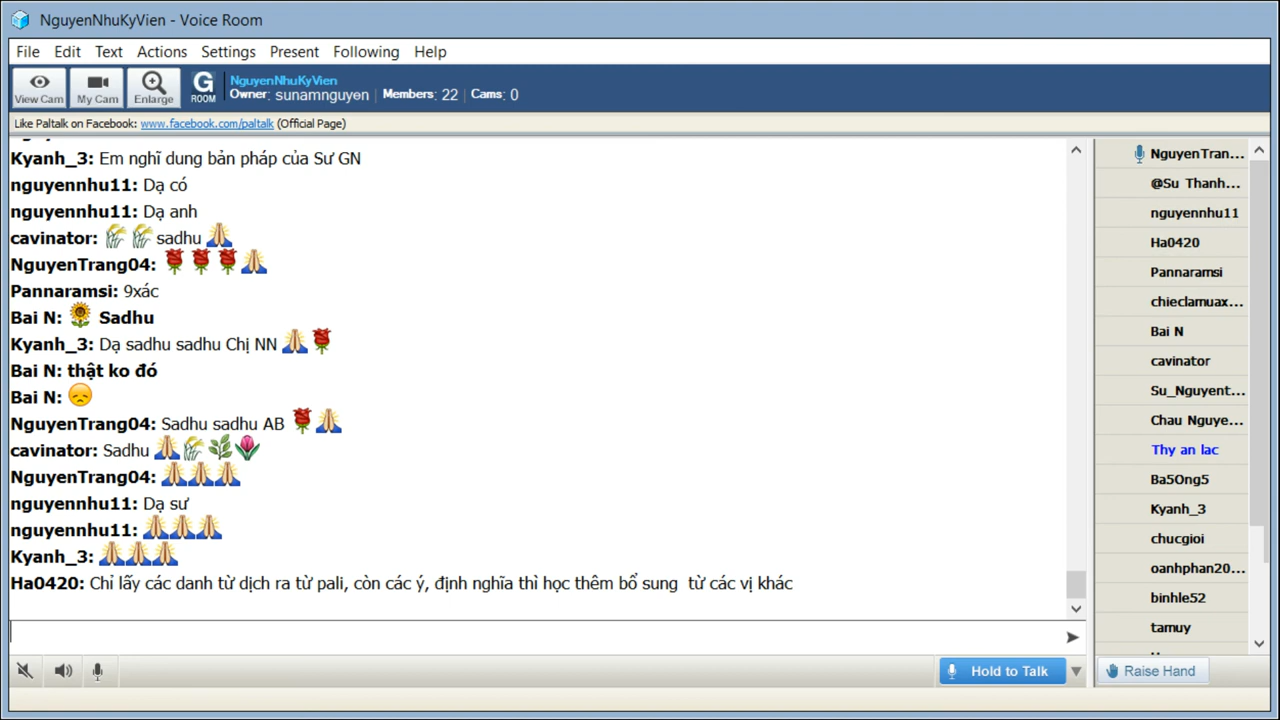 NguyenNhuKyVien - Voice Room
File Edit Text Actions Settings Present Following Help
View Cam
My Cam
Enlarge
G ROOM
NguyenNhuKyVien
Owner: sunamnguyen | Members: 22 | Cams: 0
Like Paltalk on Facebook: www.facebook.com/paltalk (Official Page)
Kyanh_3: Em nghĩ dung bản pháp của Sư GN
nguyennhu11: Dạ có
nguyennhu11: Dạ anh
cavinator: sadhu
NguyenTrang04:
Pannaramsi: 9xác
Bai N: Sadhu
Kyanh_3: Dạ sadhu sadhu Chị NN
Bai N: thật ko đó
Bai N:
NguyenTrang04: Sadhu sadhu AB
cavinator: Sadhu
NguyenTrang04:
nguyennhu11: Dạ sư
nguyennhu11:
Kyanh_3:
Ha0420: Chỉ lấy các danh từ dịch ra từ pali, còn các ý, định nghĩa thì học thêm bổ sung từ các vị khác
NguyenTran...
@Su Thanh...
nguyennhu11
Ha0420
Pannaramsi
chieclamuax...
Bai N
cavinator
Su_Nguyent...
Chau Nguye...
Thy an lac
Ba5Ong5
Kyanh_3
chucgioi
oanhphan20...
binhle52
tamuy
Hold to Talk
Raise Hand